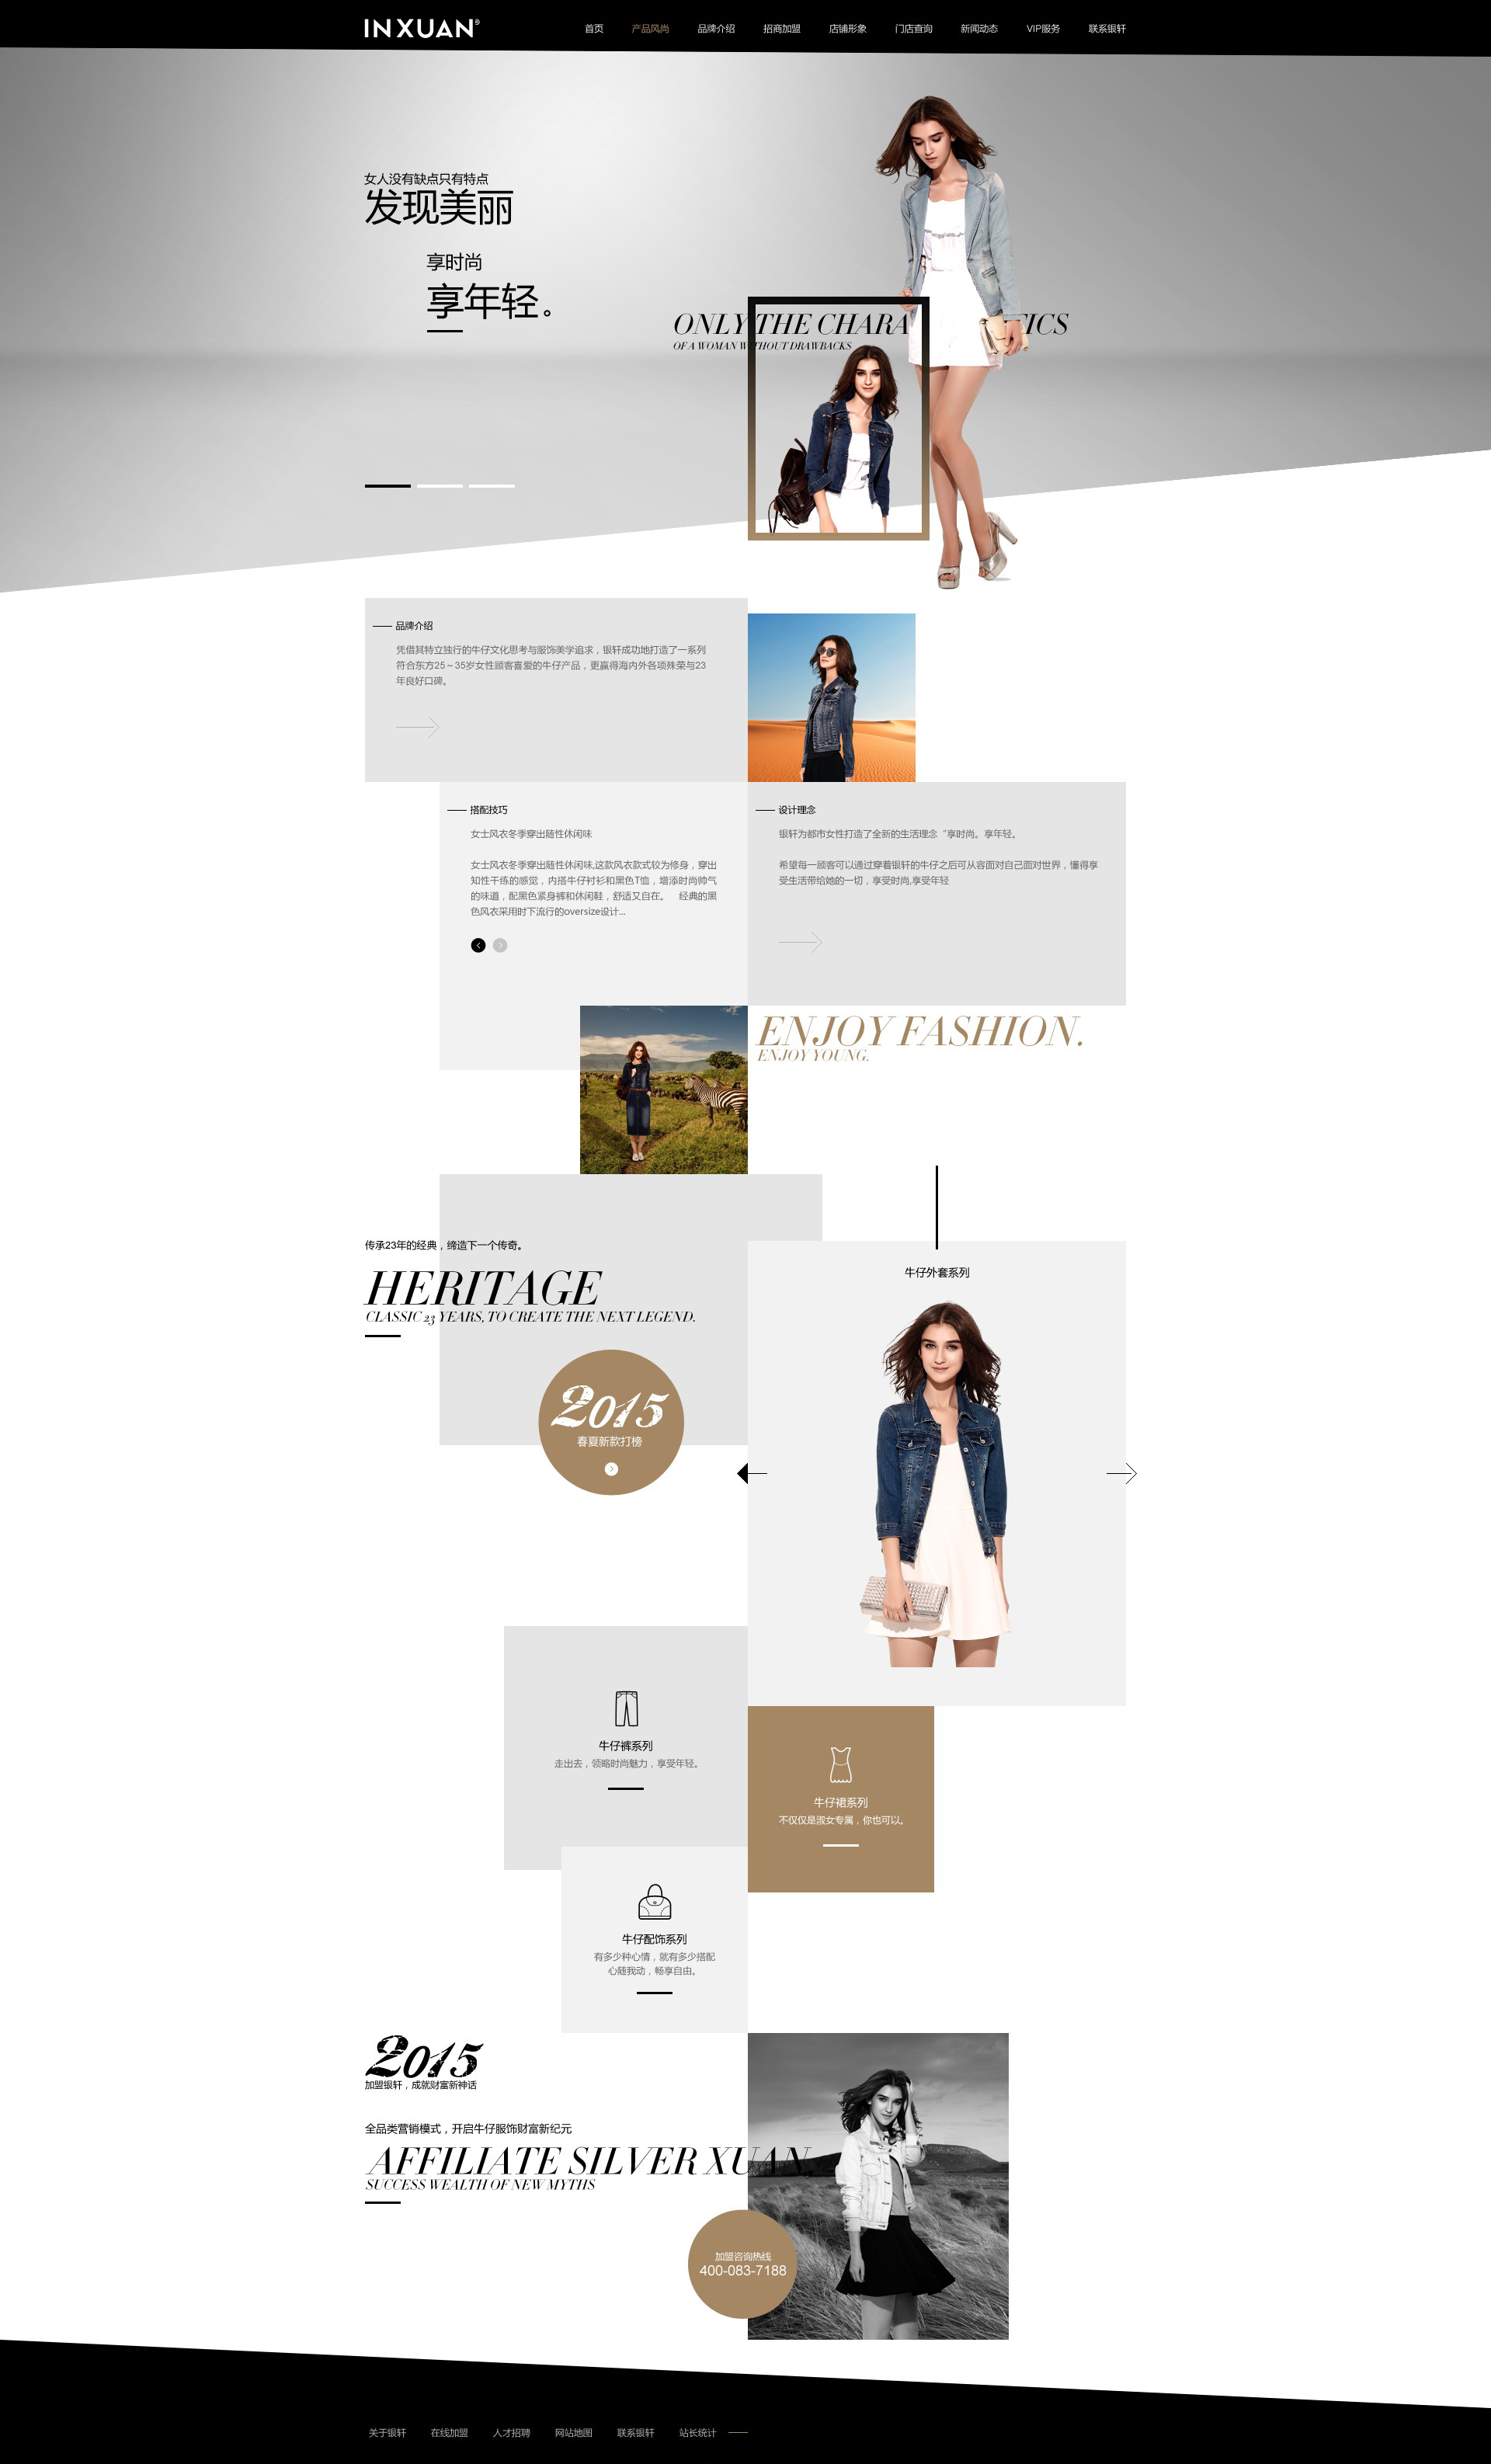 INXUAN®
首页 产品风尚 品牌介绍 招商加盟 店铺形象 门店查询 新闻动态 VIP服务 联系银轩
女人没有缺点只有特点
发现美丽
享时尚
享年轻。
ONLY THE CHARA TICS
OF A WOMAN WITHOUT DRAWBACKS
品牌介绍
凭借其特立独行的牛仔文化思考与服饰美学追求，银轩成功地打造了一系列
符合东方25～35岁女性顾客喜爱的牛仔产品，更赢得海内外各项殊荣与23
年良好口碑。
搭配技巧
女士风衣冬季穿出随性休闲味
女士风衣冬季穿出随性休闲味,这款风衣款式较为修身，穿出
知性干练的感觉，内搭牛仔衬衫和黑色T恤，增添时尚帅气
的味道，配黑色紧身裤和休闲鞋，舒适又自在。 经典的黑
色风衣采用时下流行的oversize设计...
设计理念
银轩为都市女性打造了全新的生活理念“享时尚。享年轻。
希望每一顾客可以通过穿着银轩的牛仔之后可从容面对自己面对世界，懂得享
受生活带给她的一切，享受时尚,享受年轻
ENJOY FASHION.
ENJOY YOUNG.
传承23年的经典，缔造下一个传奇。
HERITAGE
CLASSIC 23 YEARS, TO CREATE THE NEXT LEGEND.
2015
春夏新款打榜
牛仔外套系列
牛仔裤系列
走出去，领略时尚魅力，享受年轻。
牛仔裙系列
不仅仅是淑女专属，你也可以。
牛仔配饰系列
有多少种心情，就有多少搭配
心随我动，畅享自由。
2015
加盟银轩，成就财富新神话
全品类营销模式，开启牛仔服饰财富新纪元
AFFILIATE SILVER XUAN,
SUCCESS WEALTH OF NEW MYTHS
加盟咨询热线
400-083-7188
关于银轩 在线加盟 人才招聘 网站地图 联系银轩 站长统计